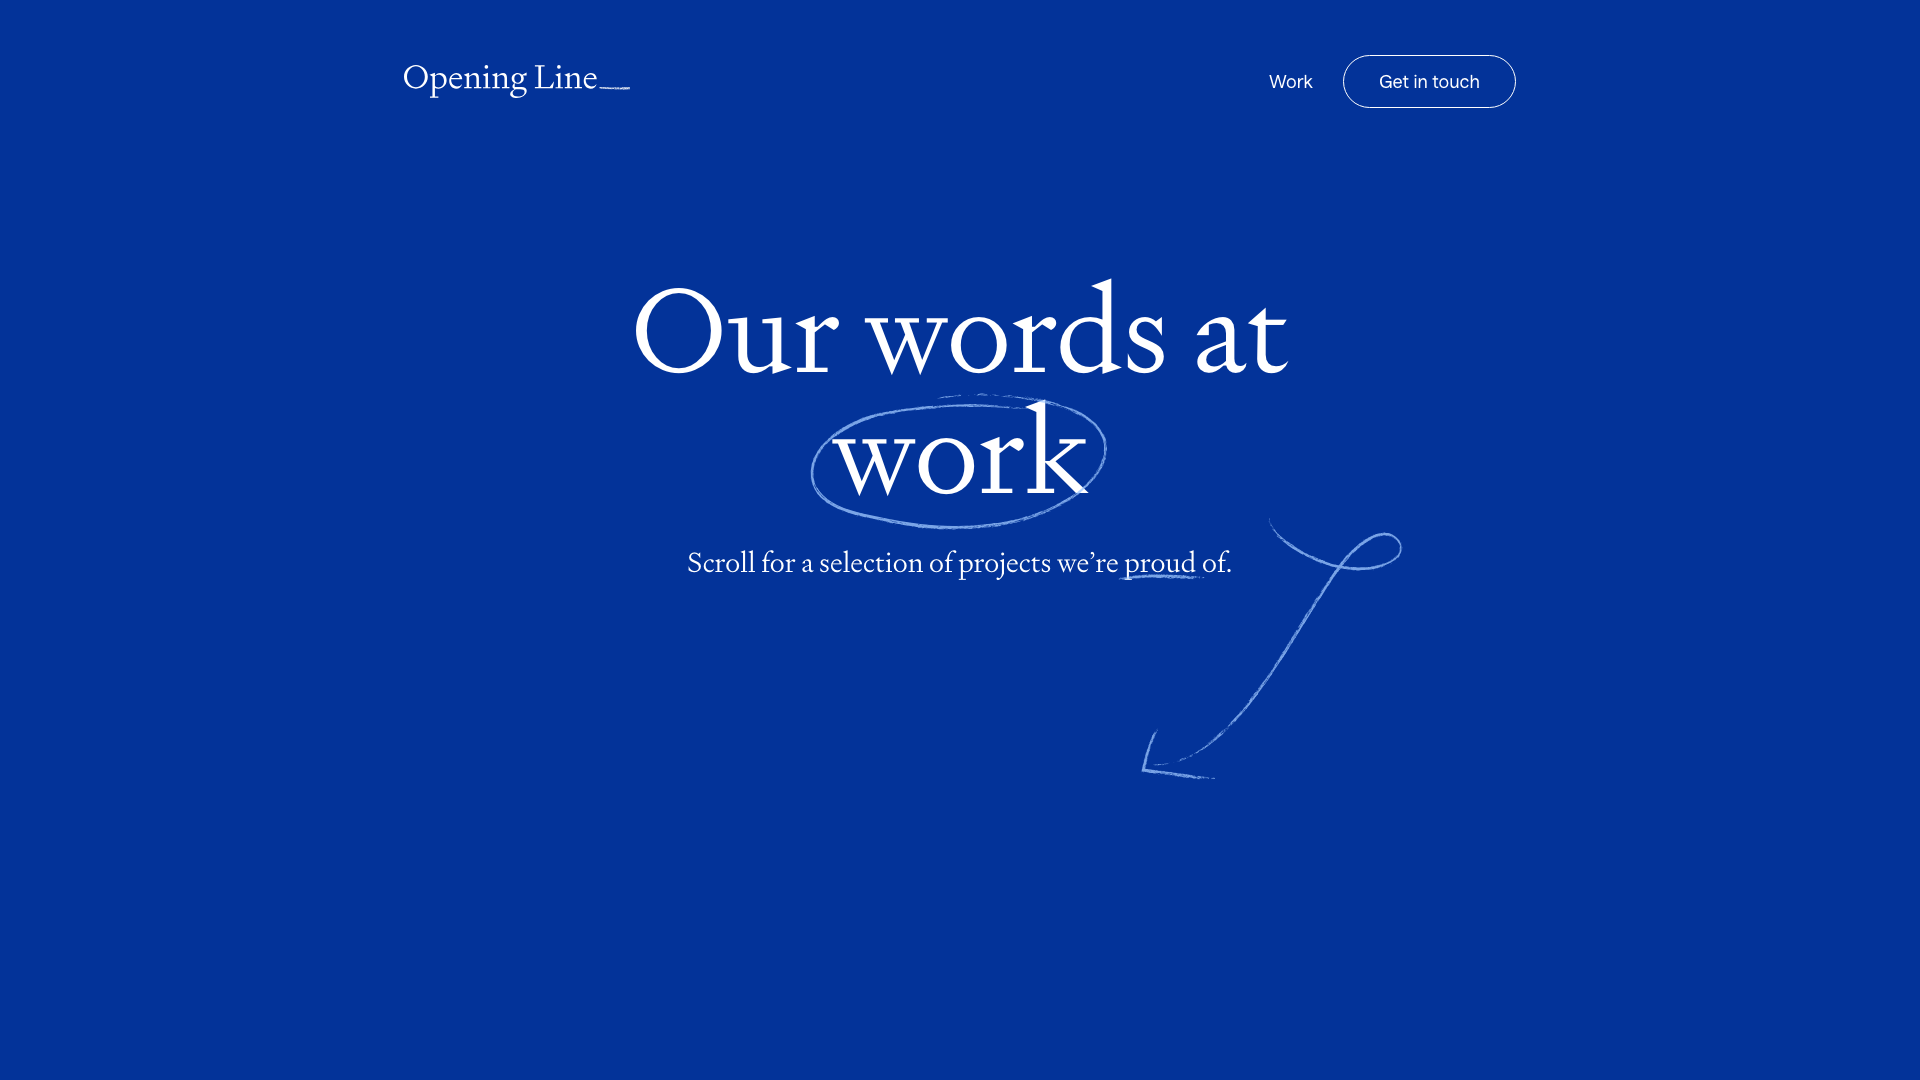 Opening Line
Work
Get in touch
Our words at
work
Scroll for a selection of projects we’re proud of.